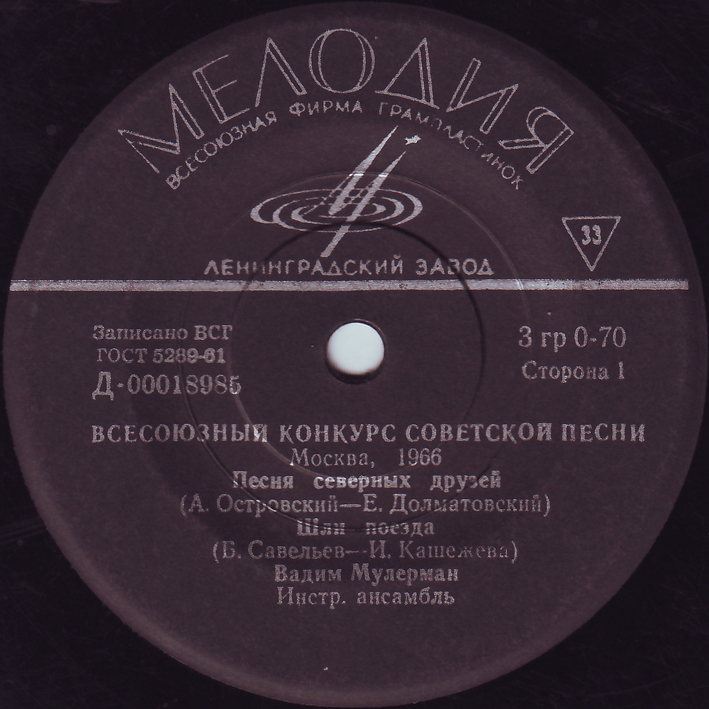 МЕЛОДИЯ
ВСЕСОЮЗНАЯ ФИРМА ГРАМПЛАСТИНОК
33
ЛЕНИНГРАДСКИЙ ЗАВОД
Записано ВСГ
ГОСТ 5289-61
Д-00018985
3 гр 0-70
Сторона 1
ВСЕСОЮЗНЫЙ КОНКУРС СОВЕТСКОЙ ПЕСНИ
Москва, 1966
Песня северных друзей
(А. Островский—Е. Долматовский)
Шли поезда
(Б. Савельев—И. Кашежева)
Вадим Мулерман
Инстр. ансамбль